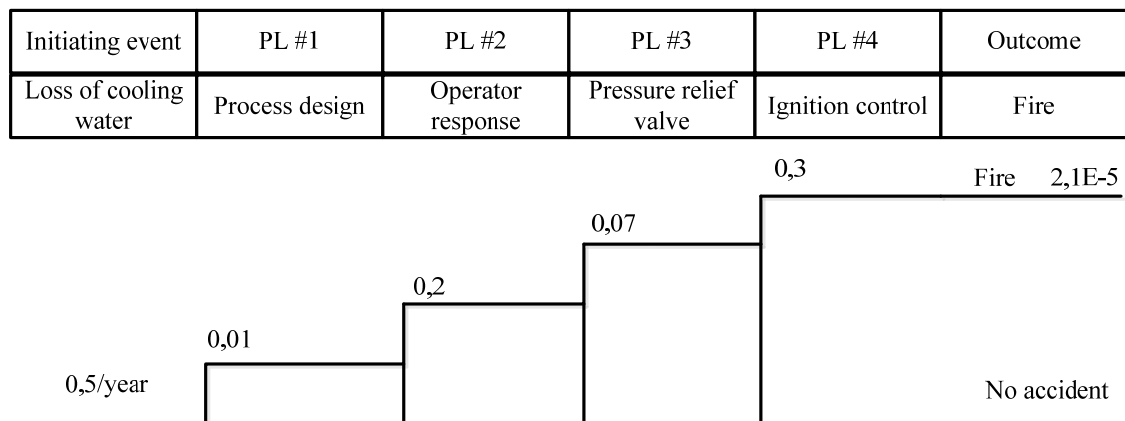 Initiating event PL #1 PL #2 PL #3 PL #4 Outcome
Loss of cooling water Process design Operator response Pressure relief valve Ignition control Fire
0,3
Fire 2,1E-5
0,07
0,2
0,01
0,5/year
No accident